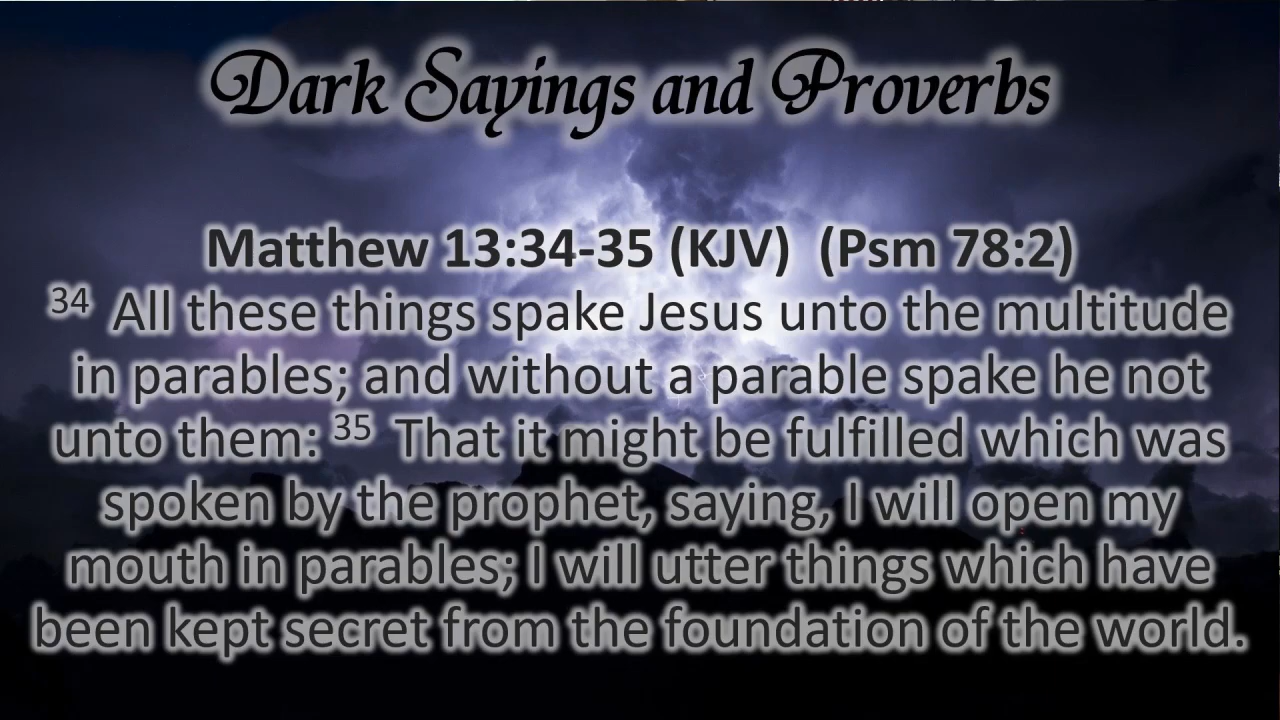 Dark Sayings and Proverbs
Matthew 13:34-35 (KJV) (Psm 78:2)
34 All these things spake Jesus unto the multitude
in parables; and without a parable spake he not
unto them: 35 That it might be fulfilled which was
spoken by the prophet, saying, I will open my
mouth in parables; I will utter things which have
been kept secret from the foundation of the world.